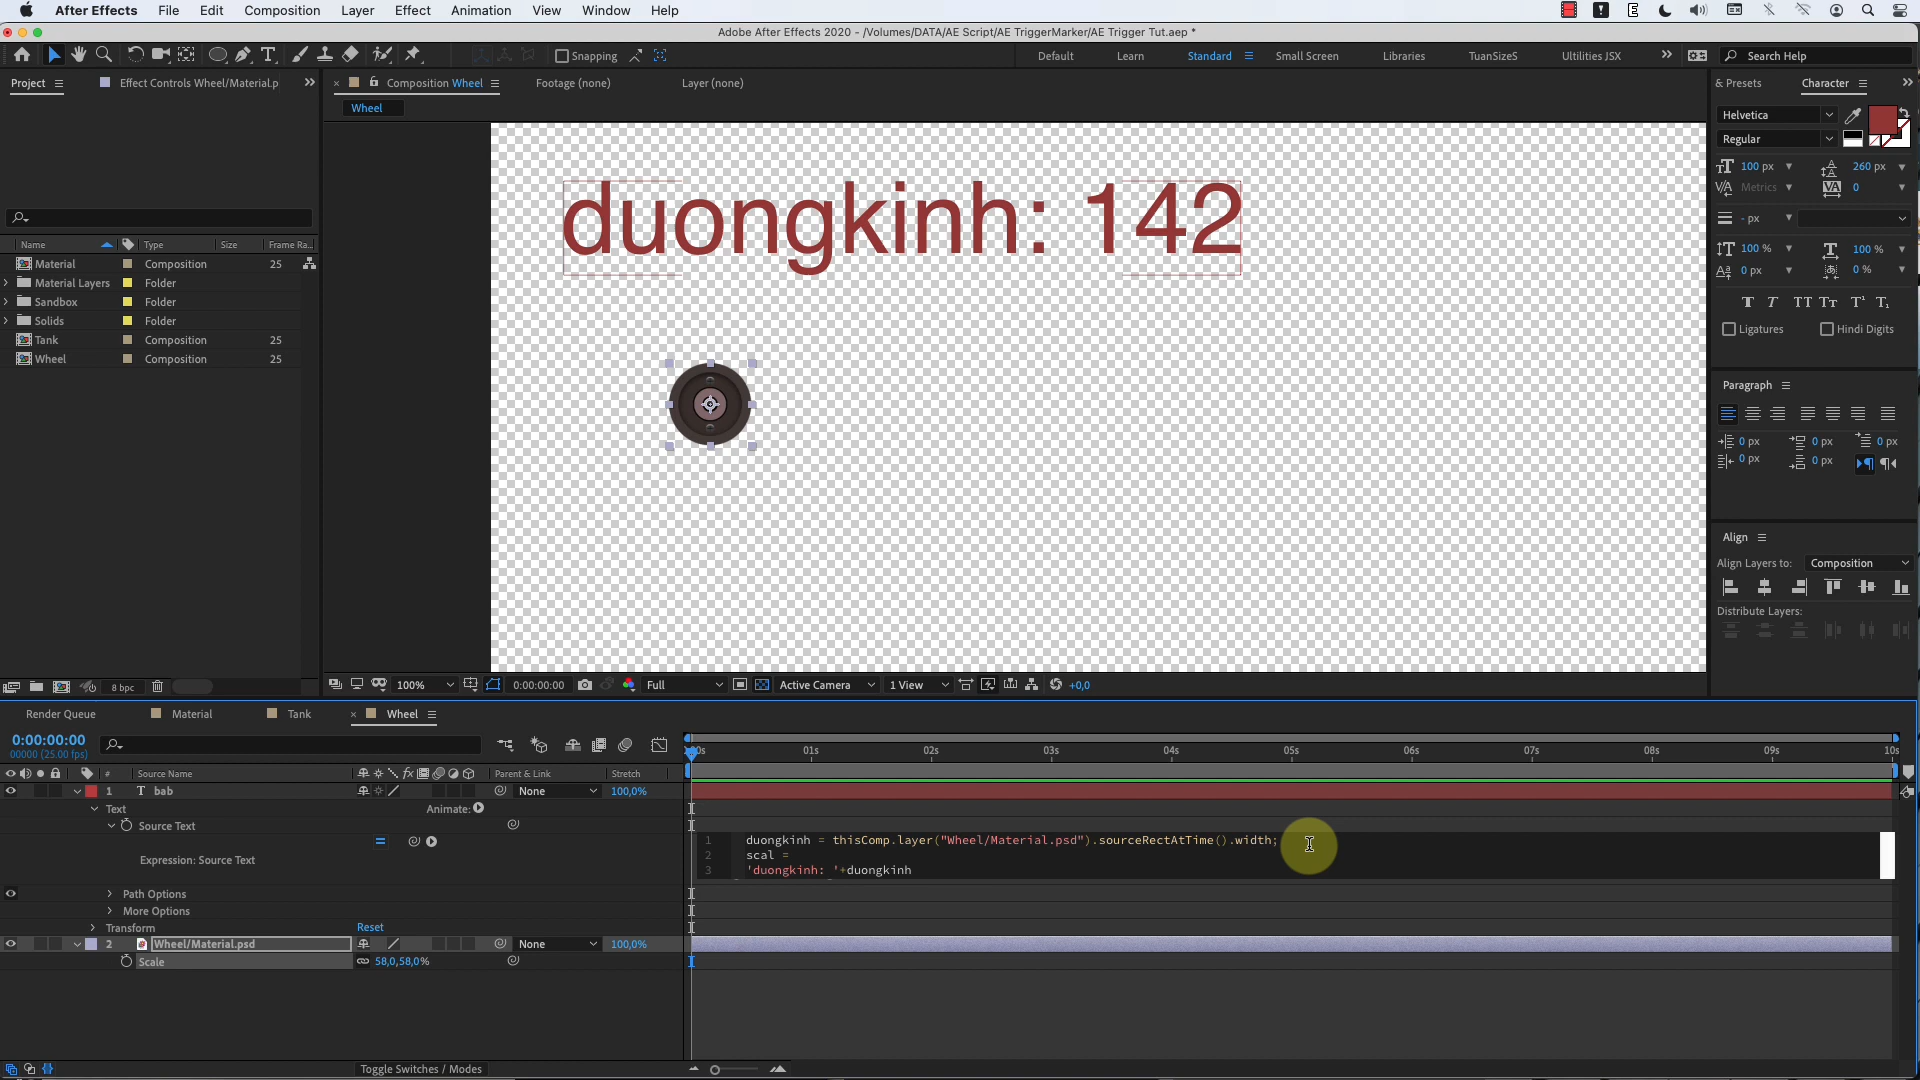 After Effects File Edit Composition Layer Effect Animation View Window Help
Adobe After Effects 2020 - /Volumes/DATA/AE Script/AE TriggerMarker/AE Trigger Tut.aep *
Snapping Default Learn Standard Small Screen Libraries TuanSizeS Ultilities JSX Search Help
Project Effect Controls Wheel/Material.p Composition Wheel Footage (none) Layer (none) & Presets Character
Wheel
Helvetica
Regular
100 px 260 px
Metrics 0
- px
100 % 100 %
0 px 0 %
Ligatures Hindi Digits
duongkinh: 142
Name Type Size Frame Ra...
Material Composition 25
Material Layers Folder
Sandbox Folder
Solids Folder
Tank Composition 25
Wheel Composition 25
Paragraph
0 px 0 px 0 px
0 px 0 px
Align
Align Layers to: Composition
Distribute Layers:
8 bpc 100% 0:00:00:00 Full Active Camera 1 View +0,0
Render Queue Material Tank Wheel
0:00:00:00
00000 (25.00 fps)
01s 02s 03s 04s 05s 06s 07s 08s 09s 10s
# Source Name Parent & Link Stretch
1 T bab None 100,0%
Text Animate:
Source Text
Expression: Source Text
1 duongkinh = thisComp.layer("Wheel/Material.psd").sourceRectAtTime().width;
2 scal =
3 'duongkinh: '+duongkinh
Path Options
More Options
Transform Reset
2 Wheel/Material.psd None 100,0%
Scale 58,0,58,0%
Toggle Switches / Modes